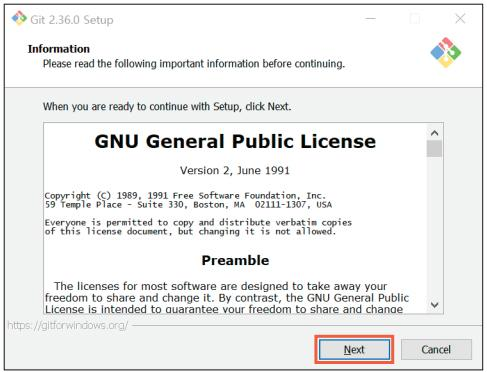 Git 2.36.0 Setup
Information
Please read the following important information before continuing.
When you are ready to continue with Setup, click Next.
GNU General Public License
Version 2, June 1991
Copyright (C) 1989, 1991 Free Software Foundation, Inc.
59 Temple Place - Suite 330, Boston, MA  02111-1307, USA
Everyone is permitted to copy and distribute verbatim copies
of this license document, but changing it is not allowed.
Preamble
The licenses for most software are designed to take away your
freedom to share and change it. By contrast, the GNU General Public
License is intended to guarantee your freedom to share and change
https://gitforwindows.org/
Next
Cancel